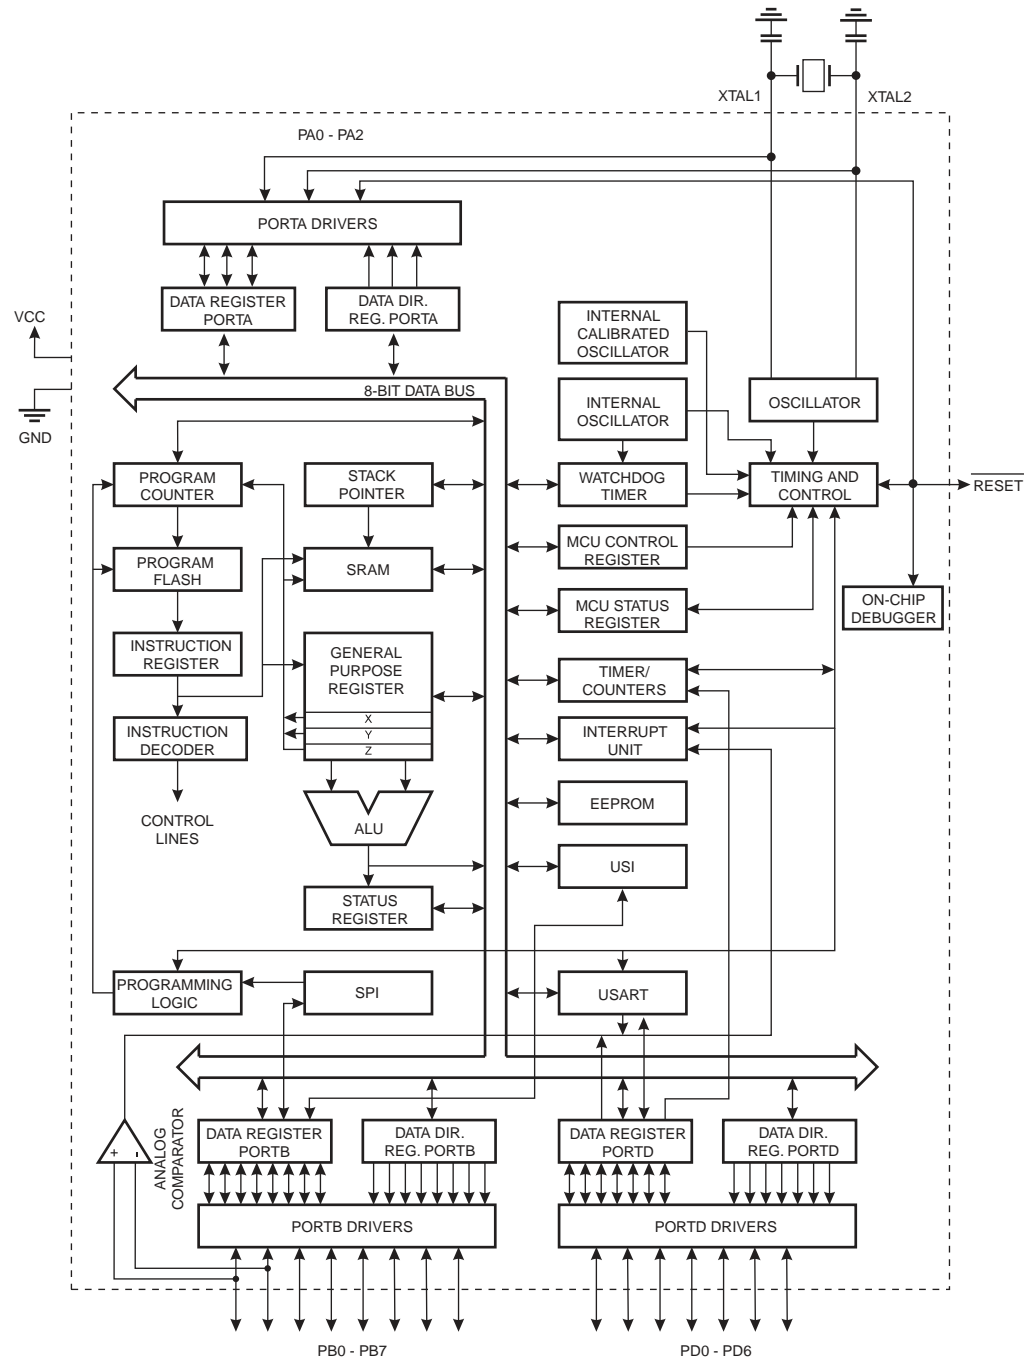 XTAL1
XTAL2
PA0 - PA2
PORTA DRIVERS
DATA REGISTER
PORTA
DATA DIR.
REG. PORTA
VCC
GND
8-BIT DATA BUS
INTERNAL
CALIBRATED
OSCILLATOR
INTERNAL
OSCILLATOR
OSCILLATOR
PROGRAM
COUNTER
STACK
POINTER
WATCHDOG
TIMER
TIMING AND
CONTROL
RESET
PROGRAM
FLASH
SRAM
MCU CONTROL
REGISTER
MCU STATUS
REGISTER
ON-CHIP
DEBUGGER
INSTRUCTION
REGISTER
GENERAL
PURPOSE
REGISTER
X
Y
Z
TIMER/
COUNTERS
INSTRUCTION
DECODER
INTERRUPT
UNIT
CONTROL
LINES
ALU
EEPROM
USI
STATUS
REGISTER
PROGRAMMING
LOGIC
SPI
USART
ANALOG
COMPARATOR
+
-
DATA REGISTER
PORTB
DATA DIR.
REG. PORTB
DATA REGISTER
PORTD
DATA DIR.
REG. PORTD
PORTB DRIVERS
PORTD DRIVERS
PB0 - PB7
PD0 - PD6